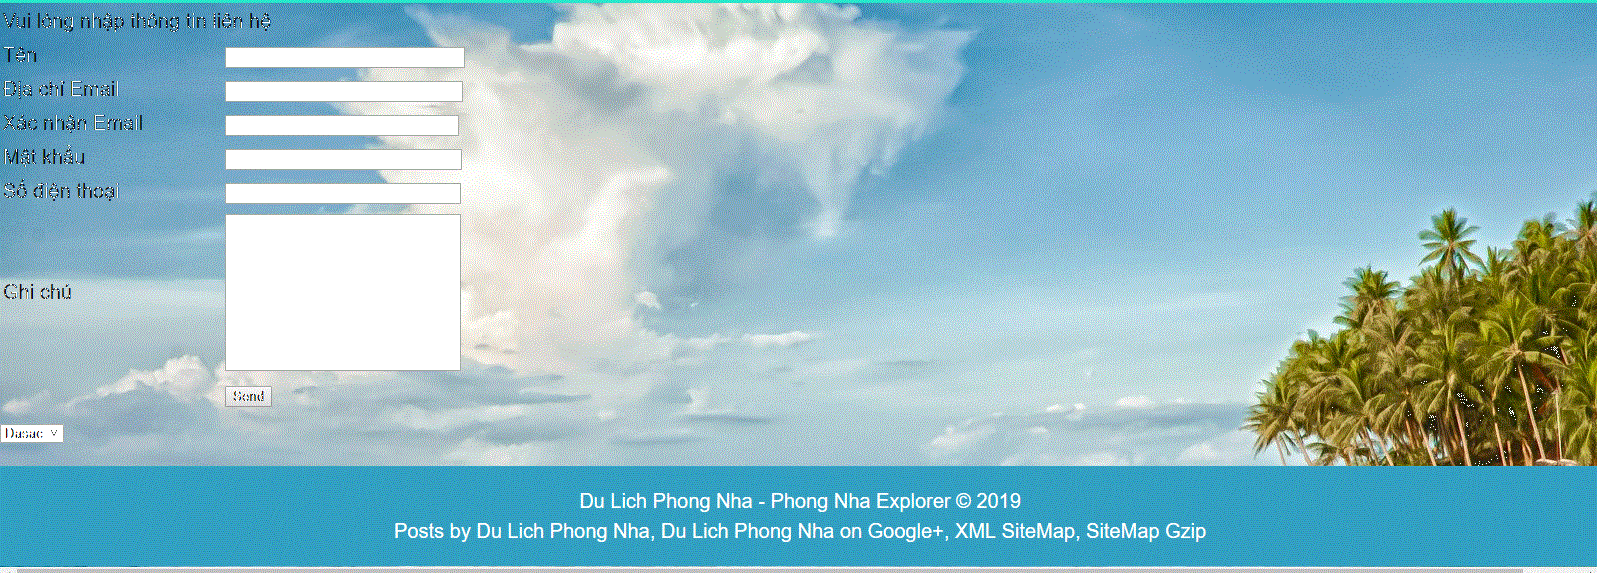 Vui lòng nhập thông tin liên hệ
Tên
Địa chỉ Email
Xác nhận Email
Mật khẩu
Số điện thoại
Ghi chú
Send
Dasac
Du Lich Phong Nha - Phong Nha Explorer © 2019
Posts by Du Lich Phong Nha, Du Lich Phong Nha on Google+, XML SiteMap, SiteMap Gzip